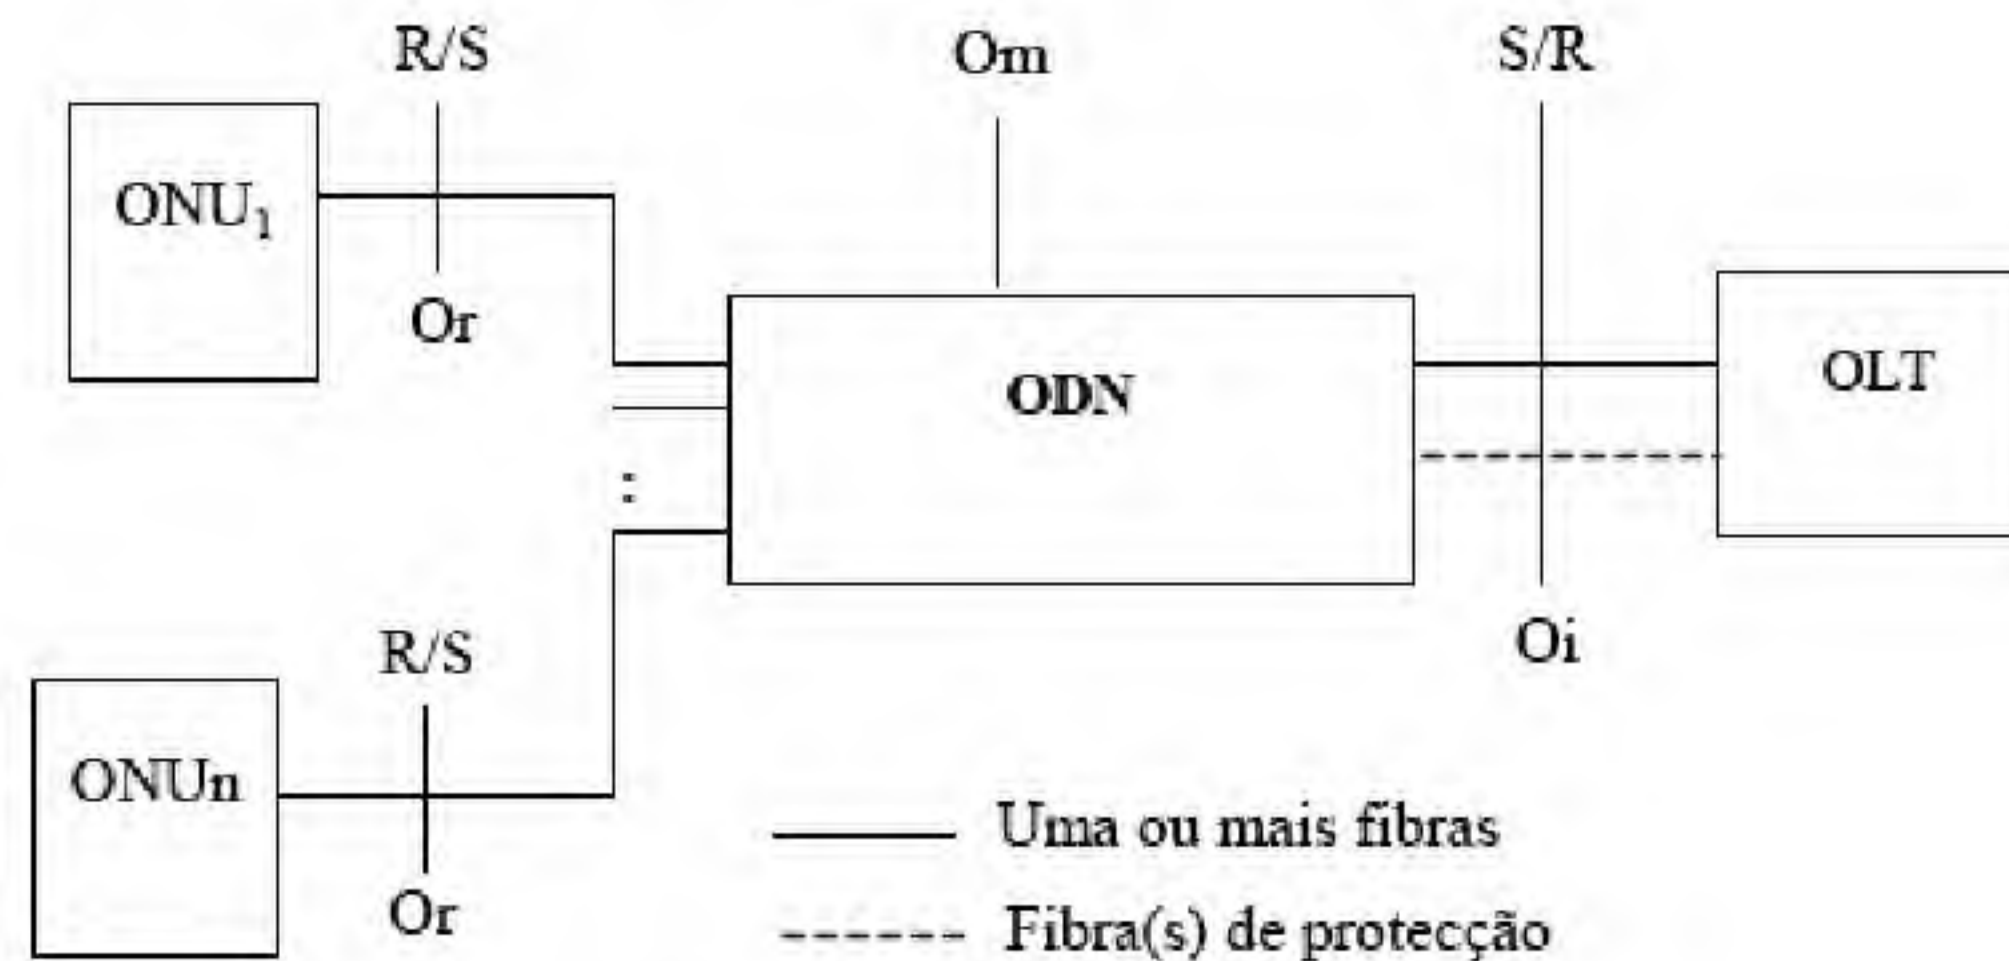 R/S
Om
S/R
ONU1
Or
ODN
OLT
:
Oi
R/S
ONUn
Or
Uma ou mais fibras
Fibra(s) de protecção